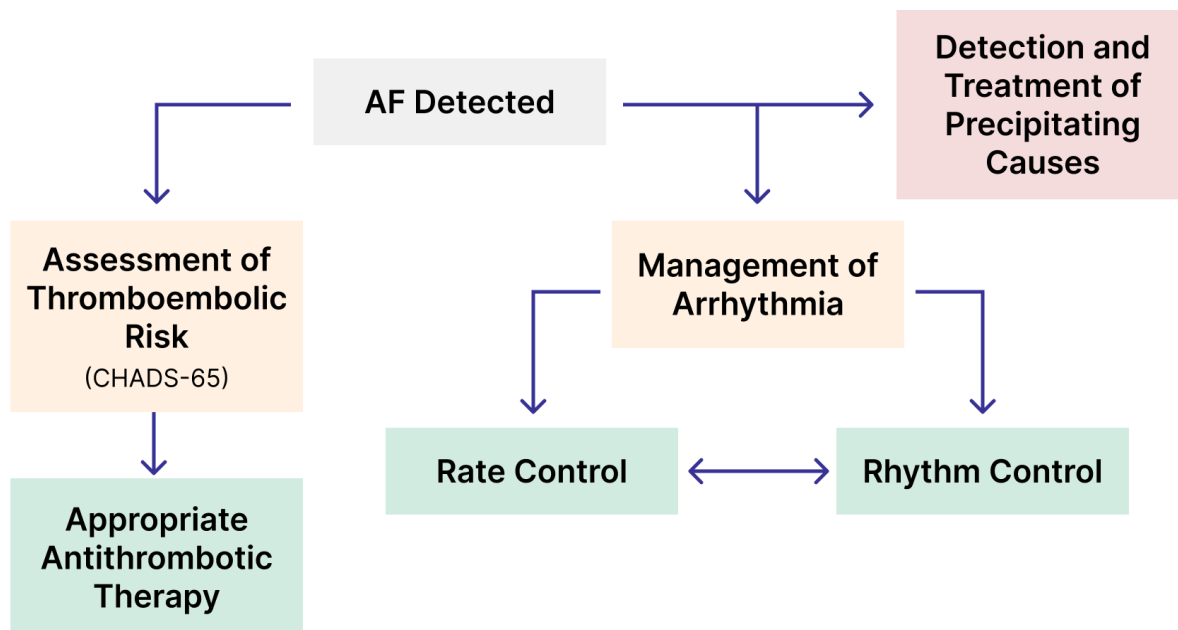 AF Detected
Detection and
Treatment of
Precipitating
Causes
Assessment of
Thromboembolic
Risk
(CHADS-65)
Management of
Arrhythmia
Rate Control
Rhythm Control
Appropriate
Antithrombotic
Therapy